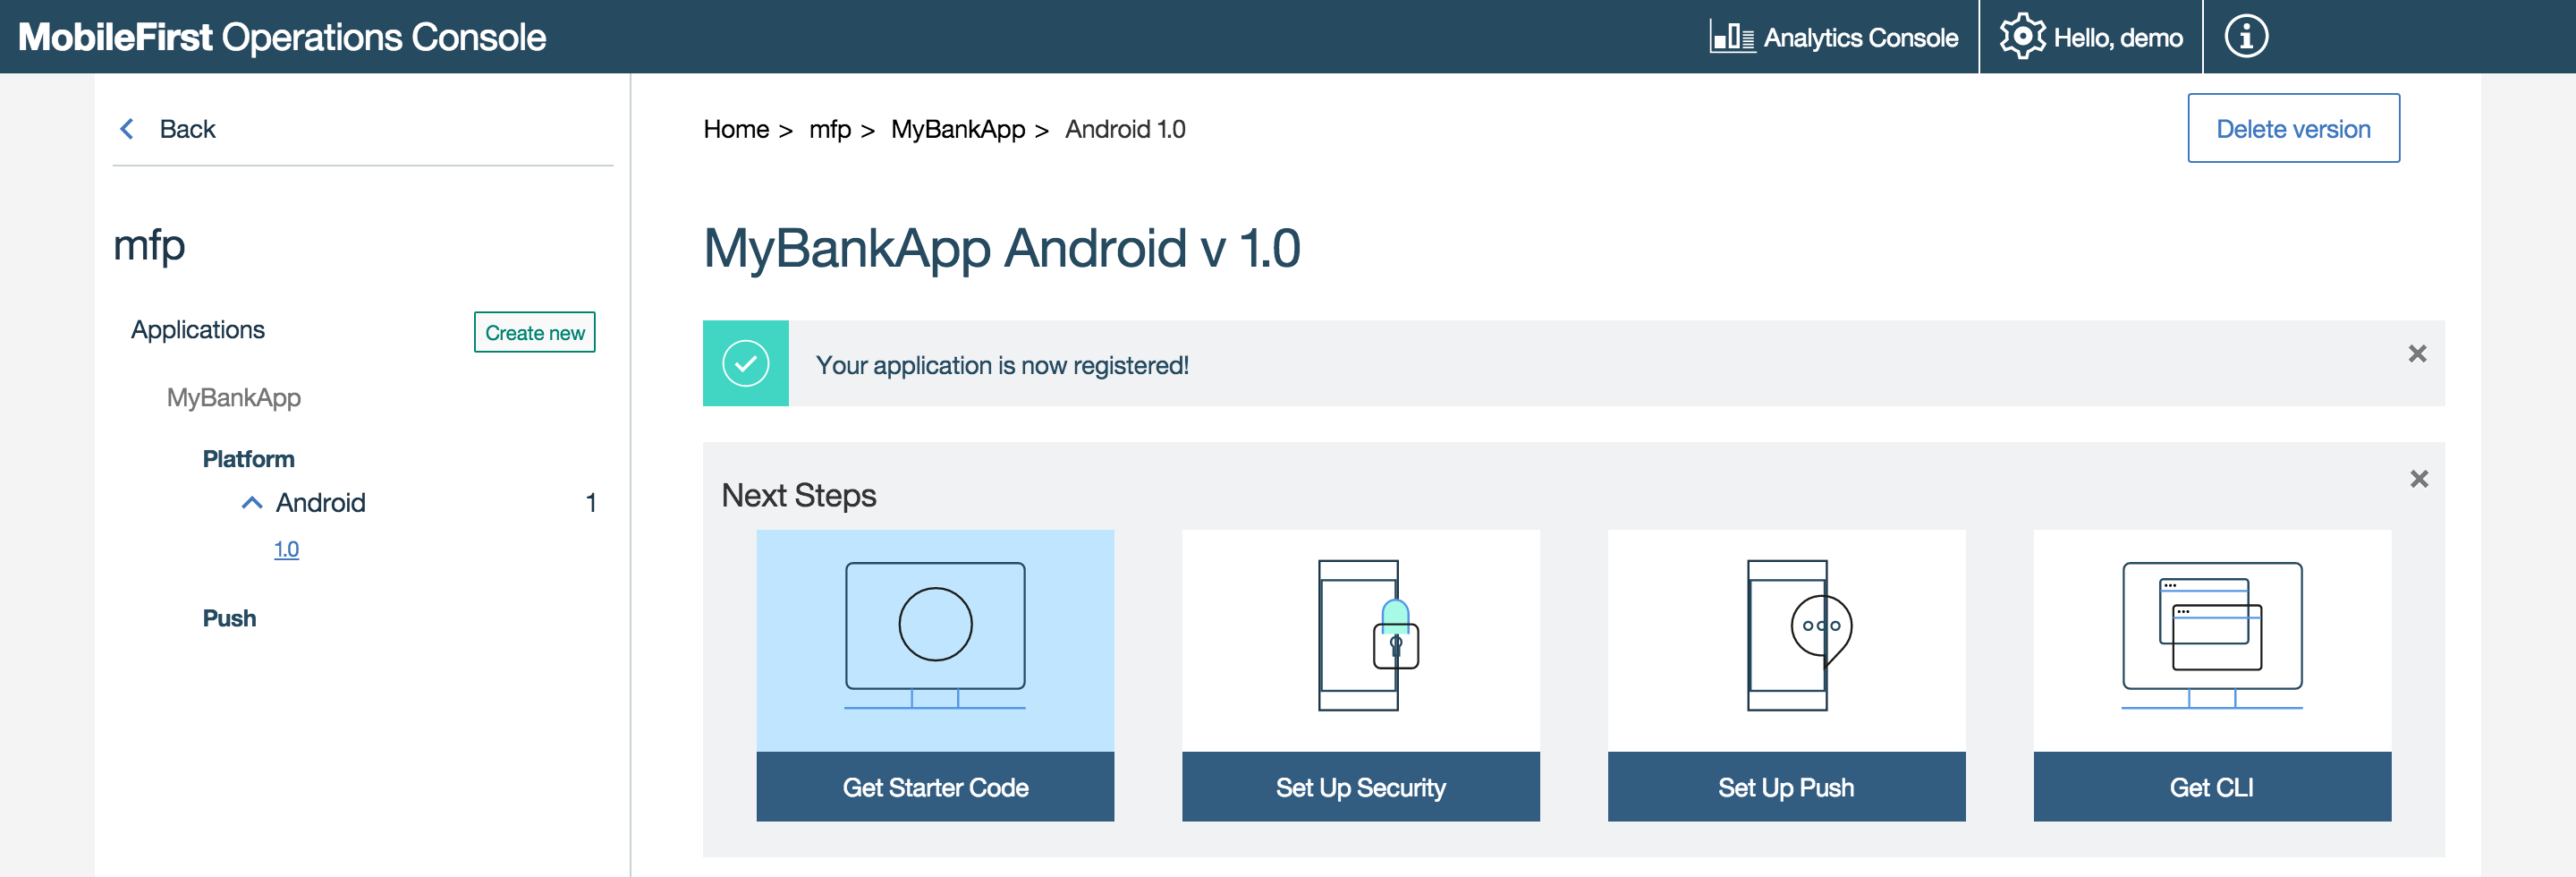 MobileFirst Operations Console
Analytics Console
Hello, demo
Back
mfp
Applications
Create new
MyBankApp
Platform
Android 1
1.0
Push
Home > mfp > MyBankApp > Android 1.0
Delete version
MyBankApp Android v 1.0
Your application is now registered!
Next Steps
Get Starter Code
Set Up Security
Set Up Push
Get CLI